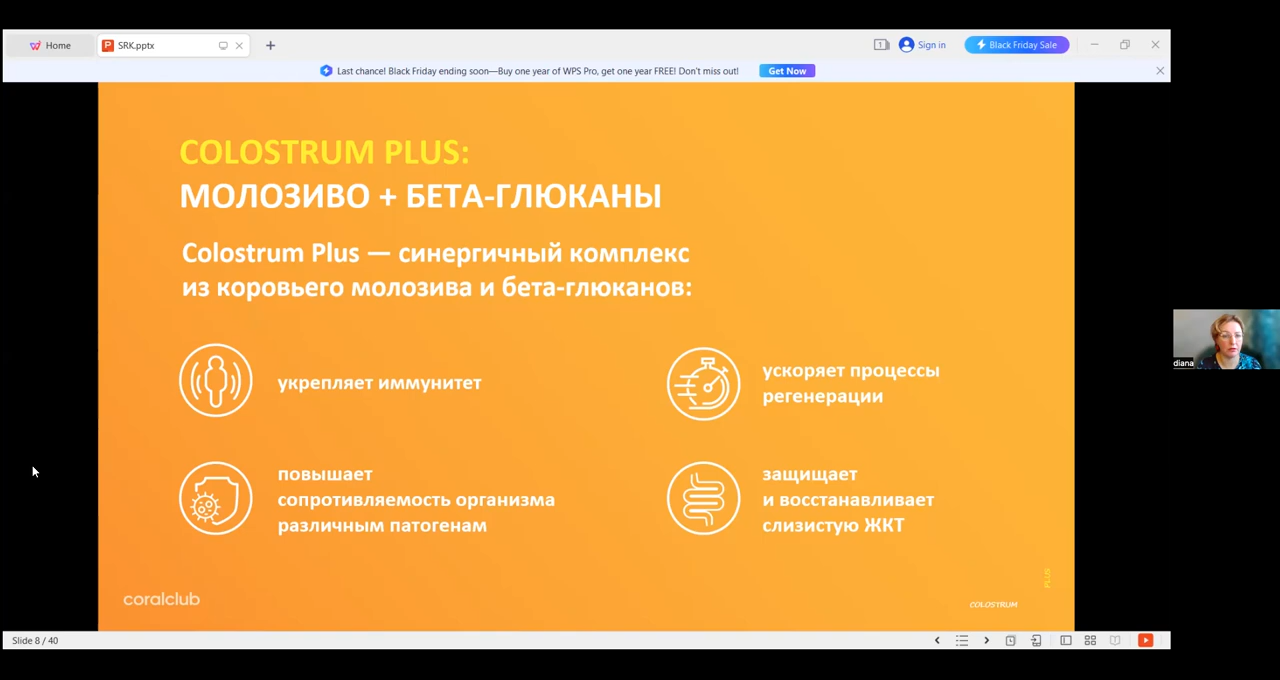 Home
SRK.pptx
1
Sign in
Black Friday Sale
Last chance! Black Friday ending soon—Buy one year of WPS Pro, get one year FREE! Don't miss out!
Get Now
COLOSTRUM PLUS:
МОЛОЗИВО + БЕТА-ГЛЮКАНЫ
Colostrum Plus — синергичный комплекс
из коровьего молозива и бета-глюканов:
укрепляет иммунитет
ускоряет процессы
регенерации
повышает
сопротивляемость организма
различным патогенам
защищает
и восстанавливает
слизистую ЖКТ
diana
coralclub
COLOSTRUM
PLUS
Slide 8 / 40